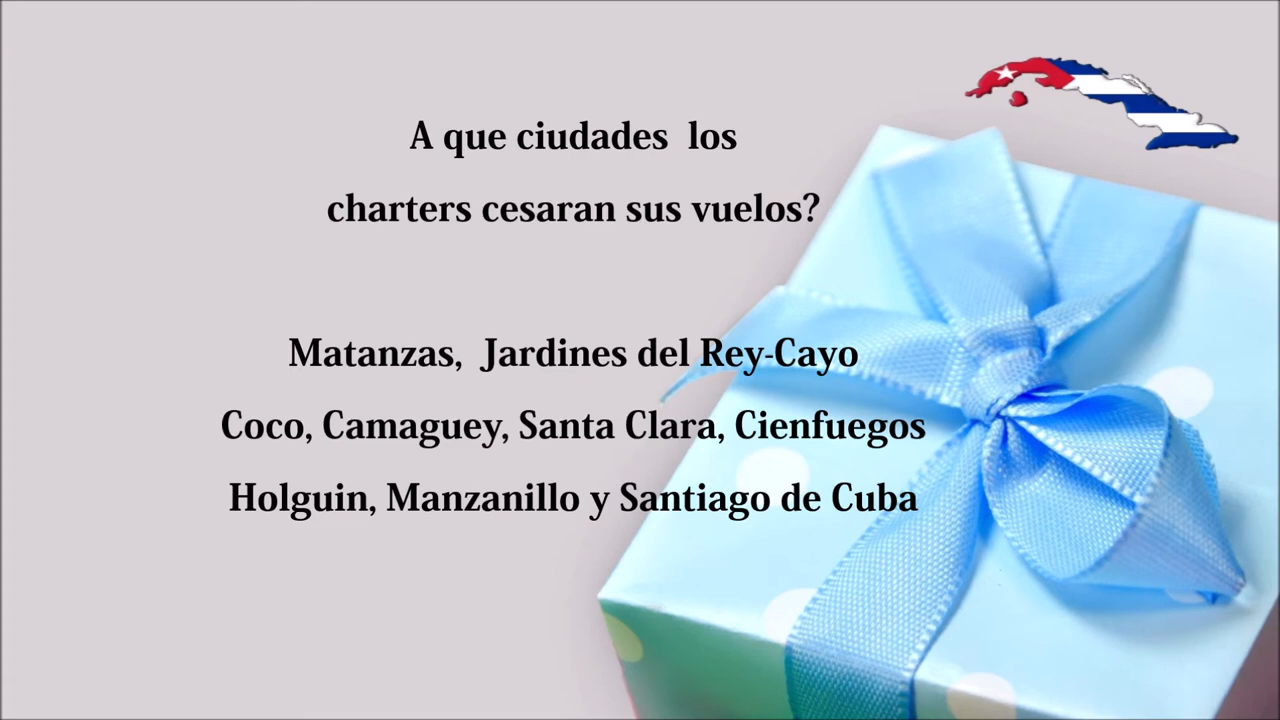 A que ciudades  los
charters cesaran sus vuelos?
Matanzas,  Jardines del Rey-Cayo
Coco, Camaguey, Santa Clara, Cienfuegos
Holguin, Manzanillo y Santiago de Cuba